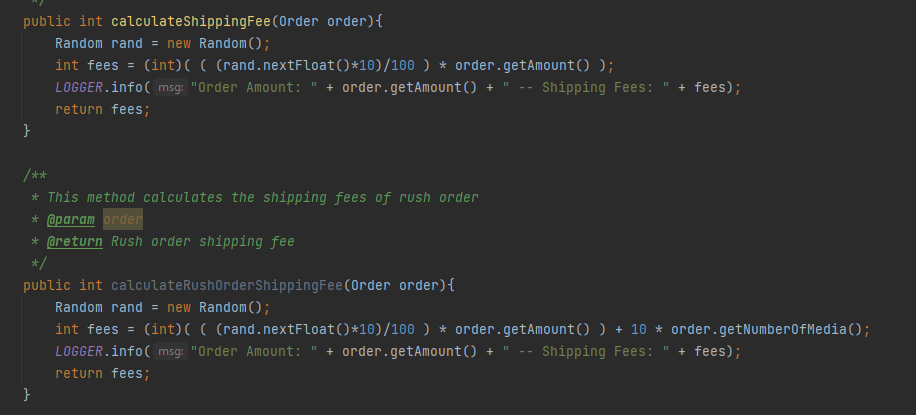 */
public int calculateShippingFee(Order order){
Random rand = new Random();
int fees = (int)( ( (rand.nextFloat()*10)/100 ) * order.getAmount() );
LOGGER.info( msg: "Order Amount: " + order.getAmount() + " -- Shipping Fees: " + fees);
return fees;
}
/**
* This method calculates the shipping fees of rush order
* @param order
* @return Rush order shipping fee
*/
public int calculateRushOrderShippingFee(Order order){
Random rand = new Random();
int fees = (int)( ( (rand.nextFloat()*10)/100 ) * order.getAmount() ) + 10 * order.getNumberOfMedia();
LOGGER.info( msg: "Order Amount: " + order.getAmount() + " -- Shipping Fees: " + fees);
return fees;
}